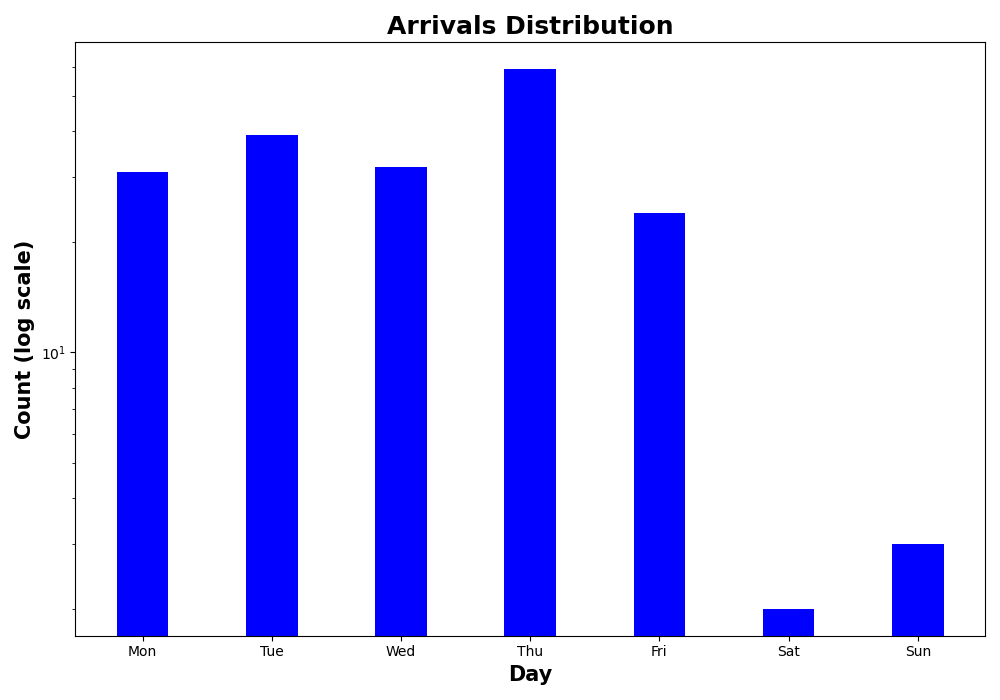 Arrivals Distribution
Count (log scale)
10¹
Mon Tue Wed Thu Fri Sat Sun
Day